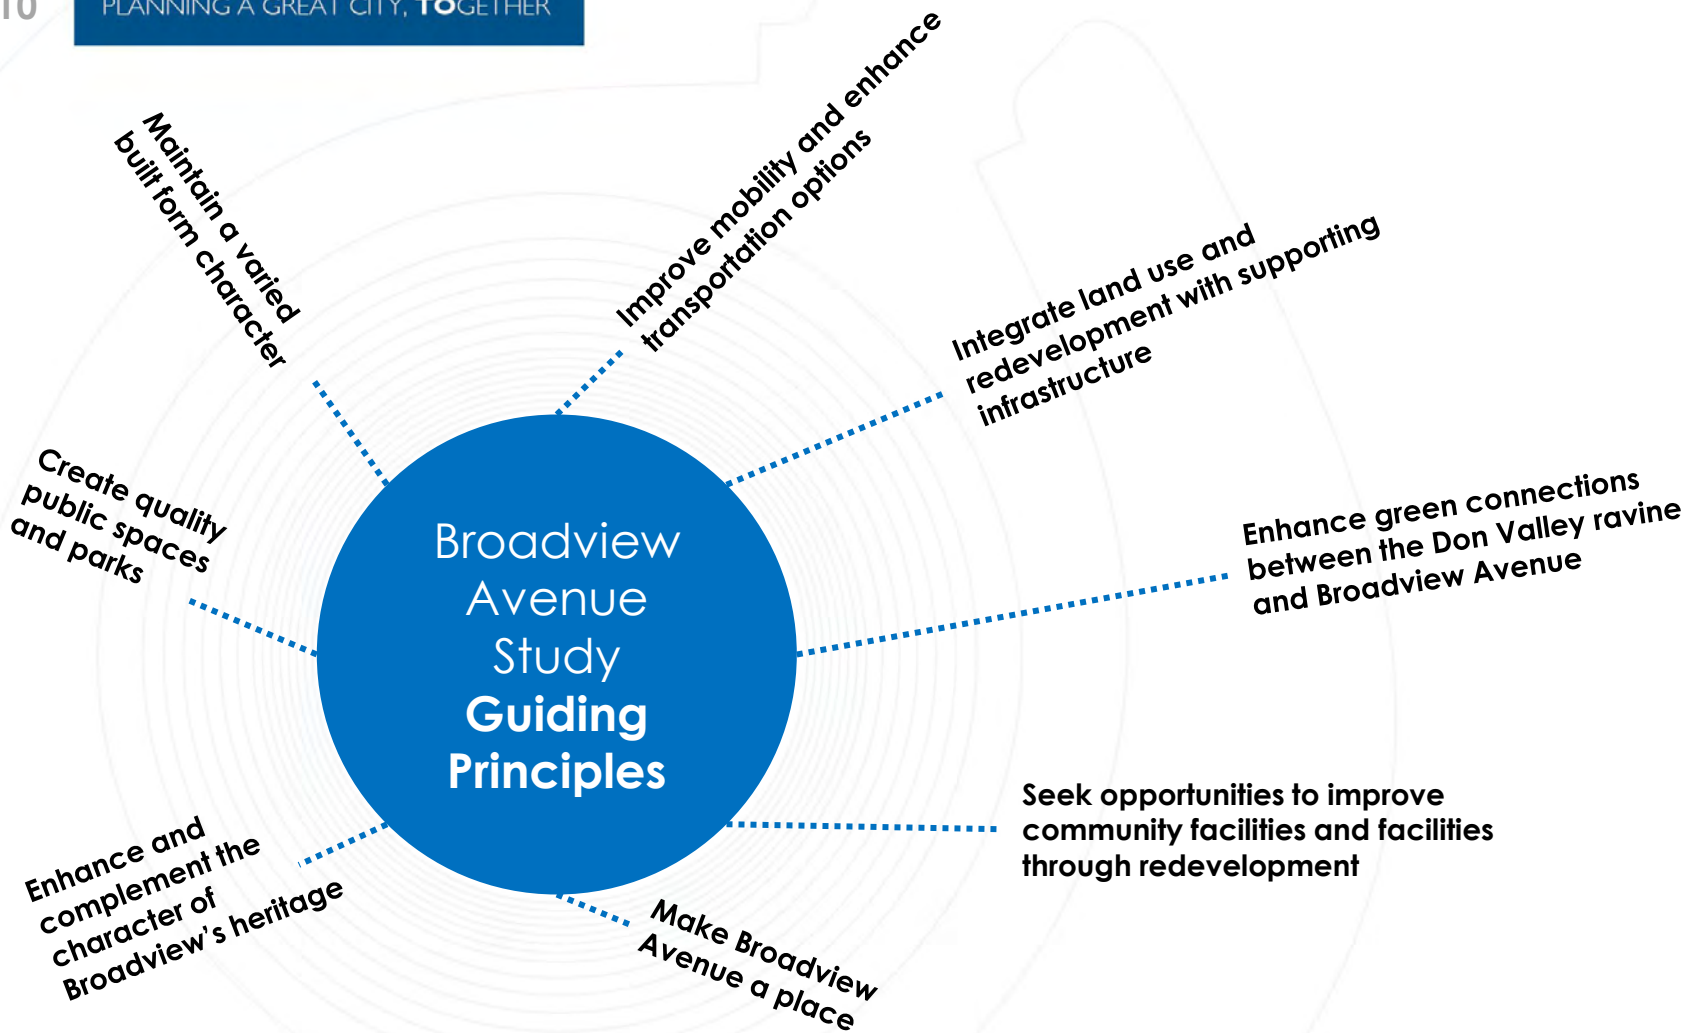 10
PLANNING A GREAT CITY, TOGETHER
Maintain a varied
built form character
Improve mobility and enhance
transportation options
Integrate land use and
redevelopment with supporting
infrastructure
Create quality
public spaces
and parks
Enhance green connections
between the Don Valley ravine
and Broadview Avenue
Broadview
Avenue
Study
Guiding
Principles
Seek opportunities to improve
community facilities and facilities
through redevelopment
Enhance and
complement the
character of
Broadview’s heritage
Make Broadview
Avenue a place